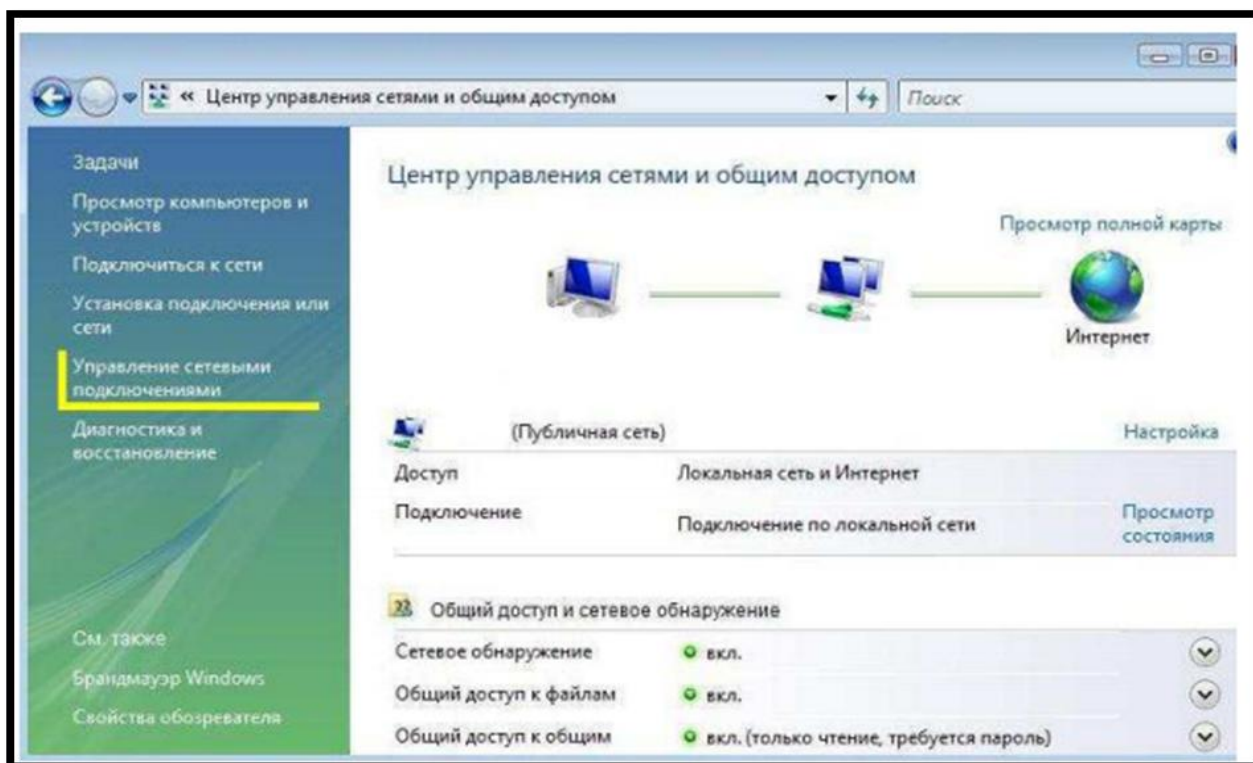 « Центр управления сетями и общим доступом
Поиск
Задачи
Просмотр компьютеров и
устройств
Подключиться к сети
Установка подключения или
сети
Управление сетевыми
подключениями
Диагностика и
восстановление
См. также
Брандмауэр Windows
Свойства обозревателя
Центр управления сетями и общим доступом
Просмотр полной карты
Интернет
(Публичная сеть)
Настройка
Доступ
Локальная сеть и Интернет
Подключение
Подключение по локальной сети
Просмотр
состояния
Общий доступ и сетевое обнаружение
Сетевое обнаружение
вкл.
Общий доступ к файлам
вкл.
Общий доступ к общим
вкл. (только чтение, требуется пароль)